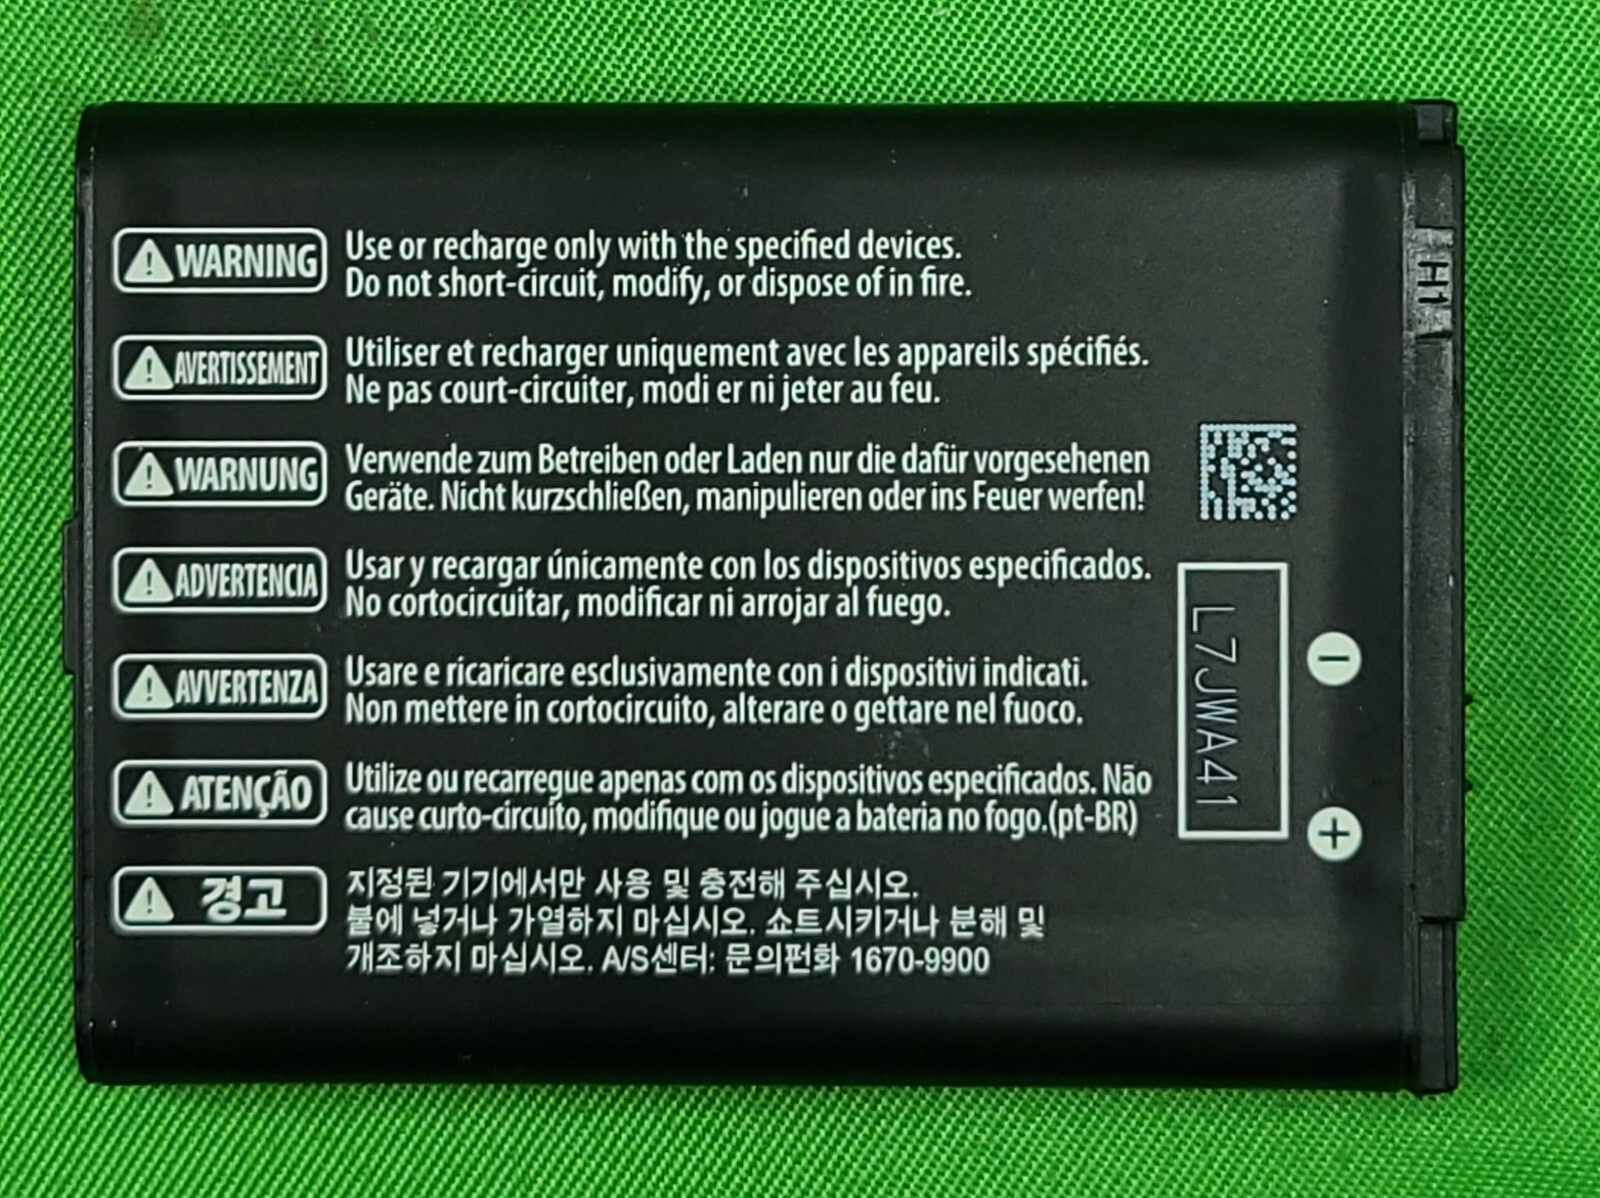 WARNING
Use or recharge only with the specified devices.
Do not short-circuit, modify, or dispose of in fire.
AVERTISSEMENT
Utiliser et recharger uniquement avec les appareils spécifiés.
Ne pas court-circuiter, modi er ni jeter au feu.
WARNUNG
Verwende zum Betreiben oder Laden nur die dafür vorgesehenen
Geräte. Nicht kurzschließen, manipulieren oder ins Feuer werfen!
ADVERTENCIA
Usar y recargar únicamente con los dispositivos especificados.
No cortocircuitar, modificar ni arrojar al fuego.
AVVERTENZA
Usare e ricaricare esclusivamente con i dispositivi indicati.
Non mettere in cortocircuito, alterare o gettare nel fuoco.
ATENÇÃO
Utilize ou recarregue apenas com os dispositivos especificados. Não
cause curto-circuito, modifique ou jogue a bateria no fogo.(pt-BR)
경고
지정된 기기에서만 사용 및 충전해 주십시오.
불에 넣거나 가열하지 마십시오. 쇼트시키거나 분해 및
개조하지 마십시오. A/S센터: 문의전화 1670-9900
L7JWA41
− 
+
H1